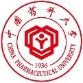 中国药科大学
CHINA PHARMACEUTICAL UNIVERSITY
1936